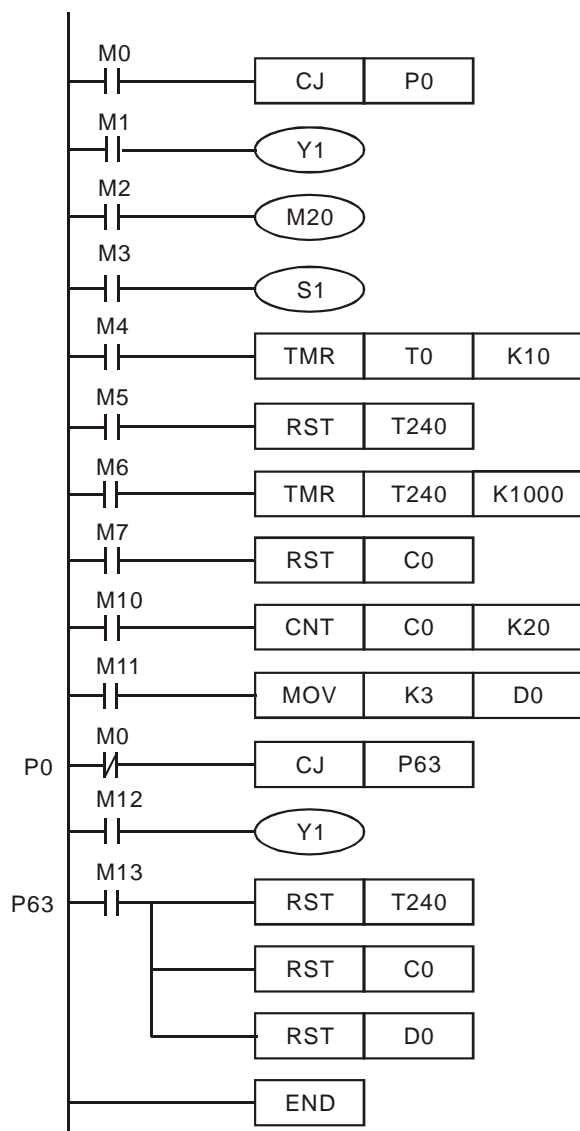 M0
CJ P0
M1
Y1
M2
M20
M3
S1
M4
TMR T0 K10
M5
RST T240
M6
TMR T240 K1000
M7
RST C0
M10
CNT C0 K20
M11
MOV K3 D0
M0
P0 CJ P63
M12
Y1
M13
P63 RST T240
RST C0
RST D0
END